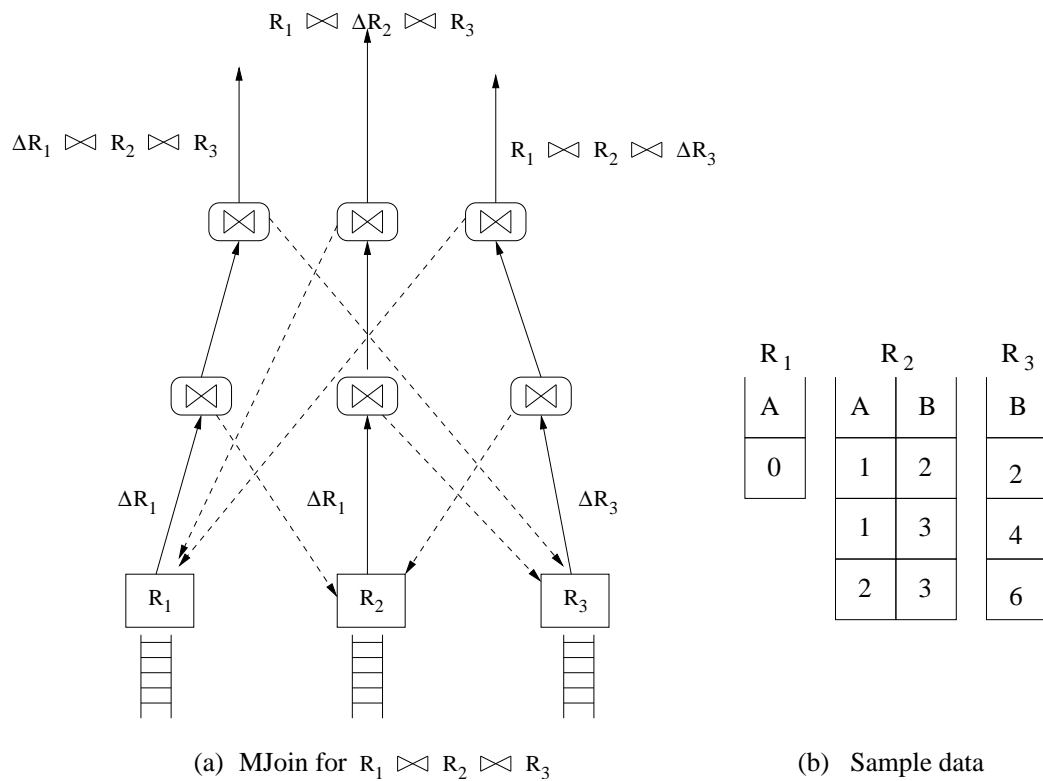 R₁ ⋈ ΔR₂ ⋈ R₃
ΔR₁ ⋈ R₂ ⋈ R₃
R₁ ⋈ R₂ ⋈ ΔR₃
⋈ ⋈ ⋈
⋈ ⋈ ⋈
ΔR₁ ΔR₁ ΔR₃
R₁ R₂ R₃
(a) MJoin for R₁ ⋈ R₂ ⋈ R₃
R₁ R₂ R₃
A A B B
0 1 2 2
1 3 4
2 3 6
(b) Sample data